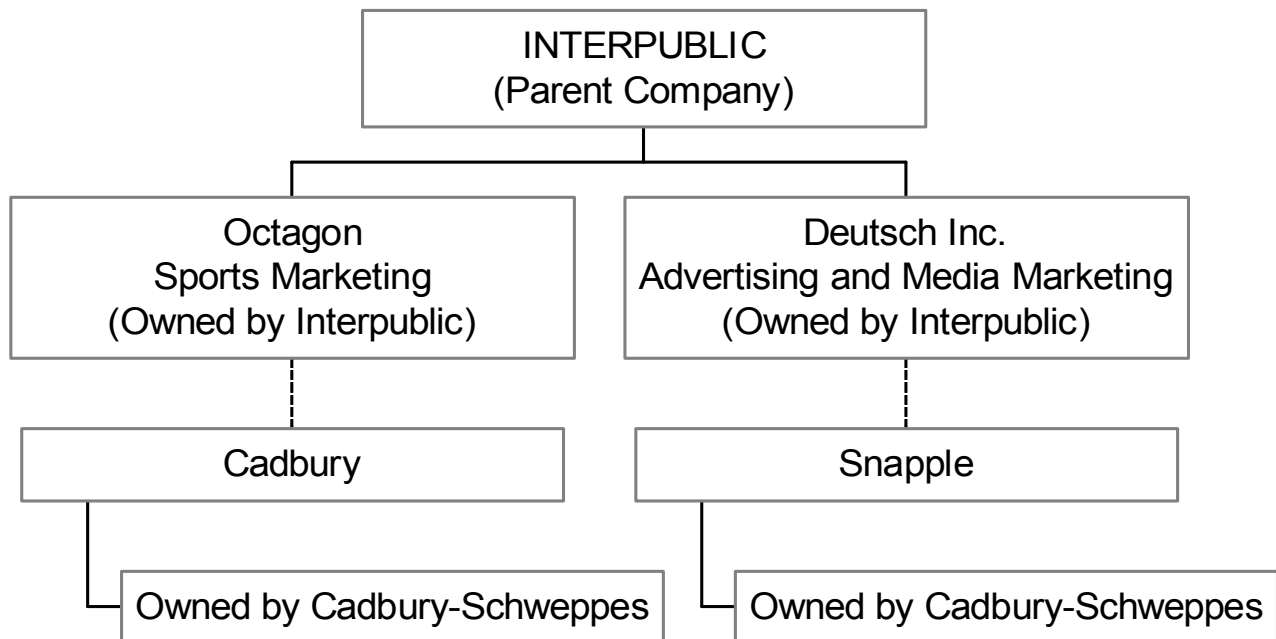 INTERPUBLIC
(Parent Company)
Octagon
Sports Marketing
(Owned by Interpublic)
Deutsch Inc.
Advertising and Media Marketing
(Owned by Interpublic)
Cadbury
Snapple
Owned by Cadbury-Schweppes
Owned by Cadbury-Schweppes